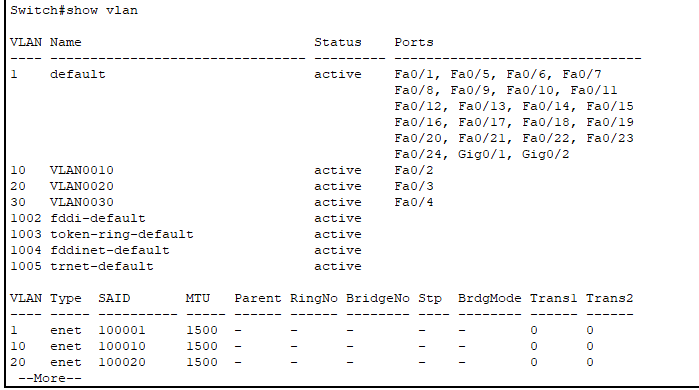 Switch#show vlan
VLAN Name                             Status    Ports
---- -------------------------------- --------- -------------------------------
1    default                          active    Fa0/1, Fa0/5, Fa0/6, Fa0/7
                                                Fa0/8, Fa0/9, Fa0/10, Fa0/11
                                                Fa0/12, Fa0/13, Fa0/14, Fa0/15
                                                Fa0/16, Fa0/17, Fa0/18, Fa0/19
                                                Fa0/20, Fa0/21, Fa0/22, Fa0/23
                                                Fa0/24, Gig0/1, Gig0/2
10   VLAN0010                         active    Fa0/2
20   VLAN0020                         active    Fa0/3
30   VLAN0030                         active    Fa0/4
1002 fddi-default                     active
1003 token-ring-default               active
1004 fddinet-default                  active
1005 trnet-default                    active
VLAN Type  SAID       MTU   Parent RingNo BridgeNo Stp  BrdgMode Trans1 Trans2
---- ----- ---------- ----- ------ ------ -------- ---- -------- ------ ------
1    enet  100001     1500  -      -      -        -    -        0      0
10   enet  100010     1500  -      -      -        -    -        0      0
20   enet  100020     1500  -      -      -        -    -        0      0
 --More--